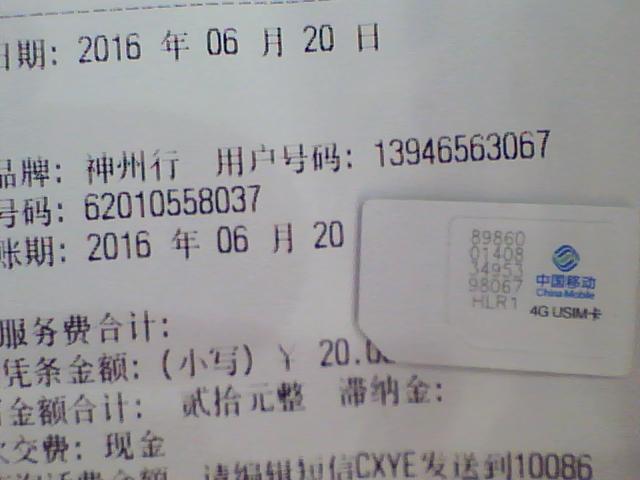 日期: 2016 年 06 月 20 日
品牌: 神州行 用户号码: 13946563067
号码: 62010558037
账期: 2016 年 06 月 20
服务费合计:
凭条金额: (小写) ¥ 20.0
金额合计: 贰拾元整 滞纳金:
交费: 现金
请编辑短信CXYE发送到10086
89860
01408
34953
98067
HLR1
中国移动
China Mobile
4G USIM卡